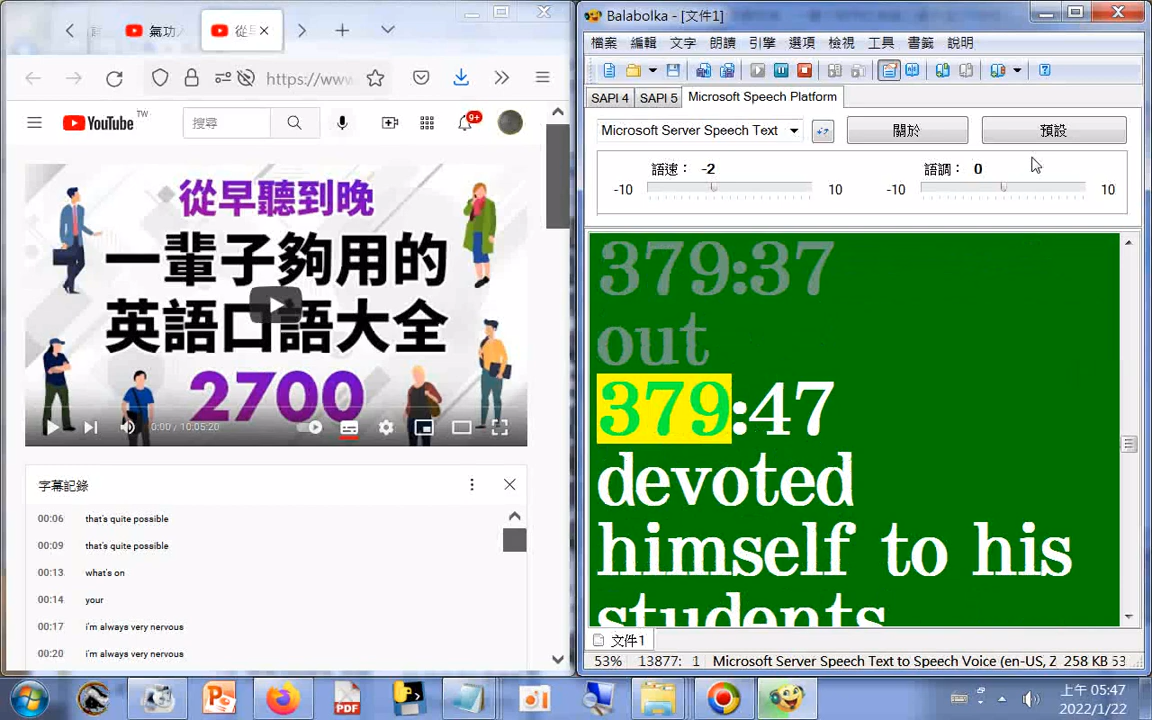 氣功
從早
https://www
YouTube TW
搜尋
9+
從早聽到晚
一輩子夠用的
英語口語大全
2700
0:00 / 10:05:20
字幕記錄
00:06 that's quite possible
00:09 that's quite possible
00:13 what's on
00:14 your
00:17 i'm always very nervous
00:20 i'm always very nervous
Balabolka - [文件1]
檔案 編輯 文字 朗讀 引擎 選項 檢視 工具 書籤 說明
SAPI 4 SAPI 5 Microsoft Speech Platform
Microsoft Server Speech Text 關於 預設
語速： -2 語調： 0
-10 10 -10 10
379:37
out
379:47
devoted
himself to his
students
文件1
53% 13877: 1 Microsoft Server Speech Text to Speech Voice (en-US, Z 258 KB 53
PDF
上午 05:47
2022/1/22